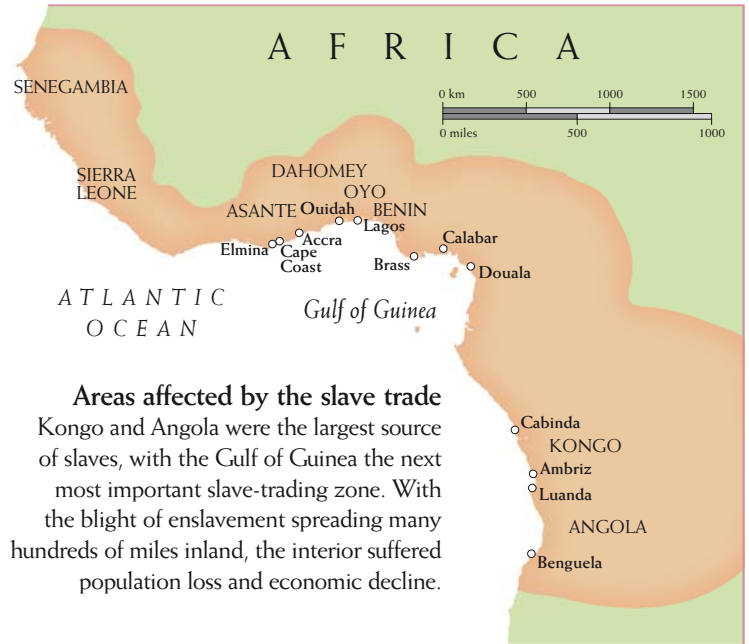 AFRICA
SENEGAMBIA
0 km 500 1000 1500
0 miles 500 1000
SIERRA
LEONE
DAHOMEY
OYO
ASANTE Ouidah BENIN
Lagos
Elmina Accra
Cape
Coast
Calabar
Brass
Douala
ATLANTIC
OCEAN
Gulf of Guinea
Areas affected by the slave trade
Kongo and Angola were the largest source
of slaves, with the Gulf of Guinea the next
most important slave-trading zone. With
the blight of enslavement spreading many
hundreds of miles inland, the interior suffered
population loss and economic decline.
Cabinda
KONGO
Ambriz
Luanda
ANGOLA
Benguela